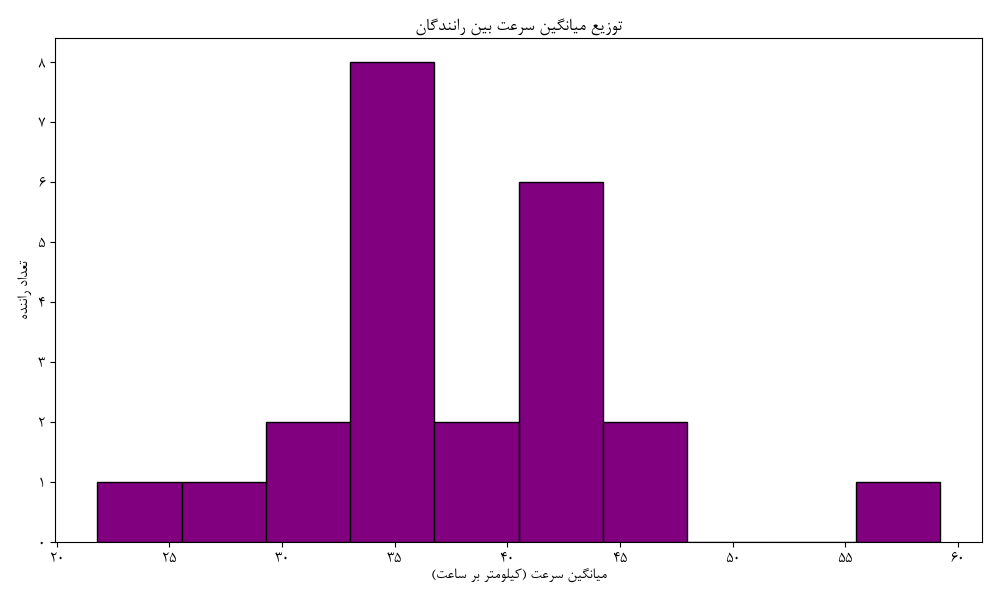 توزیع میانگین سرعت بین رانندگان
۸
۷
۶
۵
۴
۳
۲
۱
۰
تعداد راننده
۲۰ ۲۵ ۳۰ ۳۵ ۴۰ ۴۵ ۵۰ ۵۵ ۶۰
میانگین سرعت (کیلومتر بر ساعت)